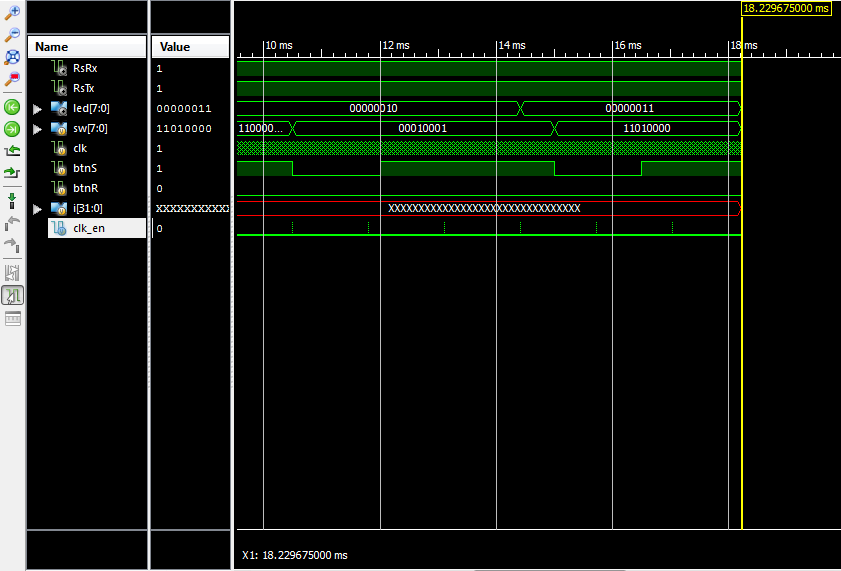 18.229675000 ms
Name Value
10 ms 12 ms 14 ms 16 ms 18 ms
RsRx 1
RsTx 1
led[7:0] 00000011 00000010 00000011
sw[7:0] 11010000 110000... 00010001 11010000
clk 1
btnS 1
btnR 0
i[31:0] XXXXXXXXXXX XXXXXXXXXXXXXXXXXXXXXXXXXXXXXXXX
clk_en 0
X1: 18.229675000 ms